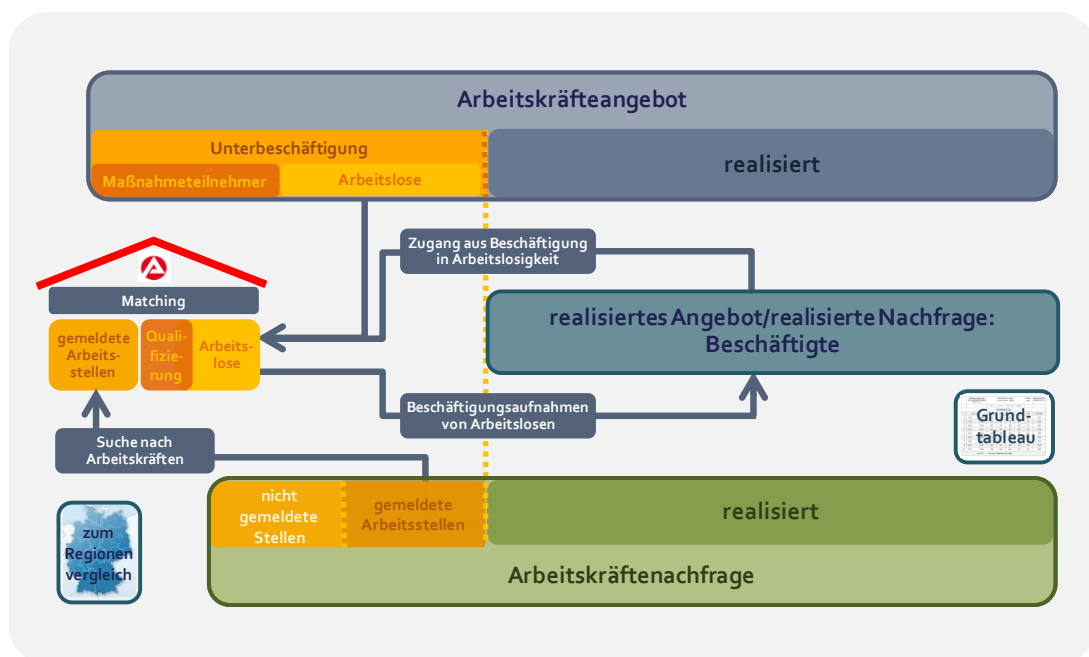 Arbeitskräfteangebot
Unterbeschäftigung
realisiert
Maßnahmeteilnehmer
Arbeitslose
Zugang aus Beschäftigung
in Arbeitslosigkeit
Matching
gemeldete
Arbeits-
stellen
Quali-
fizie-
rung
Arbeits-
lose
realisiertes Angebot/realisierte Nachfrage:
Beschäftigte
Beschäftigungsaufnahmen
von Arbeitslosen
Grund-
tableau
Suche nach
Arbeitskräften
nicht
gemeldete
Stellen
gemeldete
Arbeitsstellen
realisiert
zum
Regionen
vergleich
Arbeitskräftenachfrage